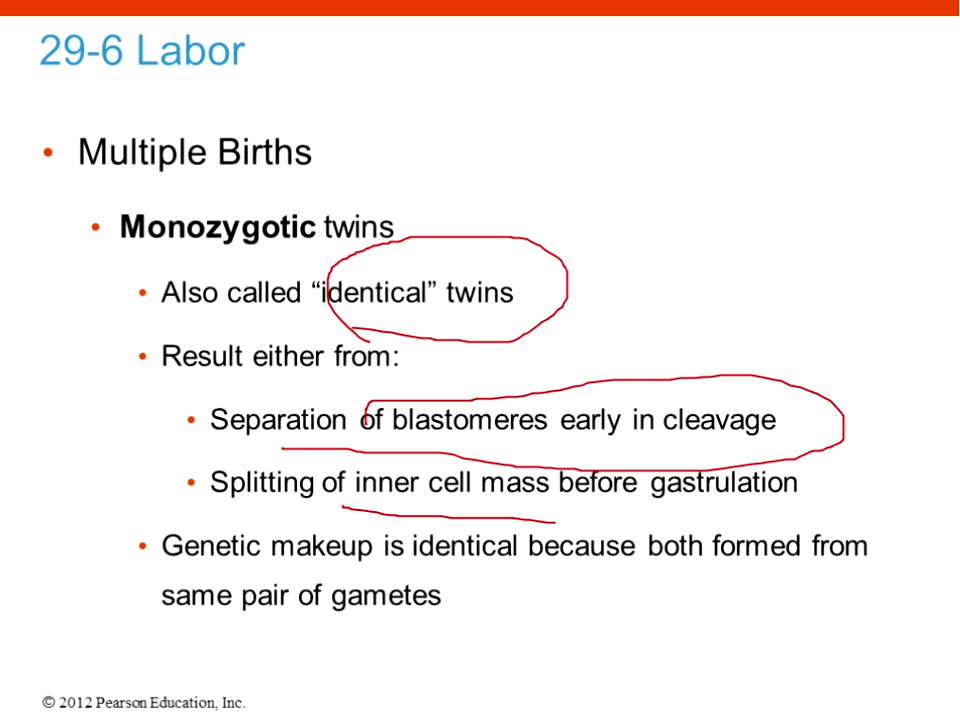 29-6 Labor
• Multiple Births
• Monozygotic twins
• Also called “identical” twins
• Result either from:
• Separation of blastomeres early in cleavage
• Splitting of inner cell mass before gastrulation
• Genetic makeup is identical because both formed from
same pair of gametes
© 2012 Pearson Education, Inc.